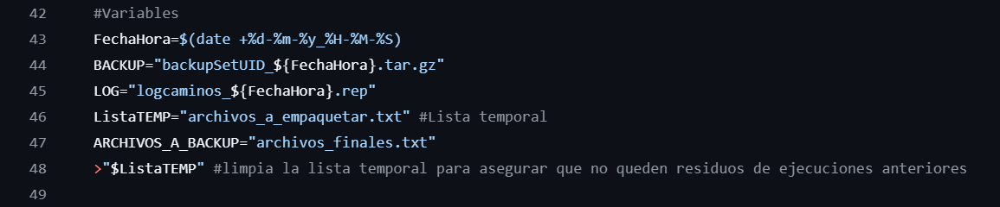 42 #Variables
43 FechaHora=$(date +%d-%m-%y_%H-%M-%S)
44 BACKUP="backupSetUID_${FechaHora}.tar.gz"
45 LOG="logcaminos_${FechaHora}.rep"
46 ListaTEMP="archivos_a_empaquetar.txt" #Lista temporal
47 ARCHIVOS_A_BACKUP="archivos_finales.txt"
48 >"$ListaTEMP" #limpia la lista temporal para asegurar que no queden residuos de ejecuciones anteriores
49